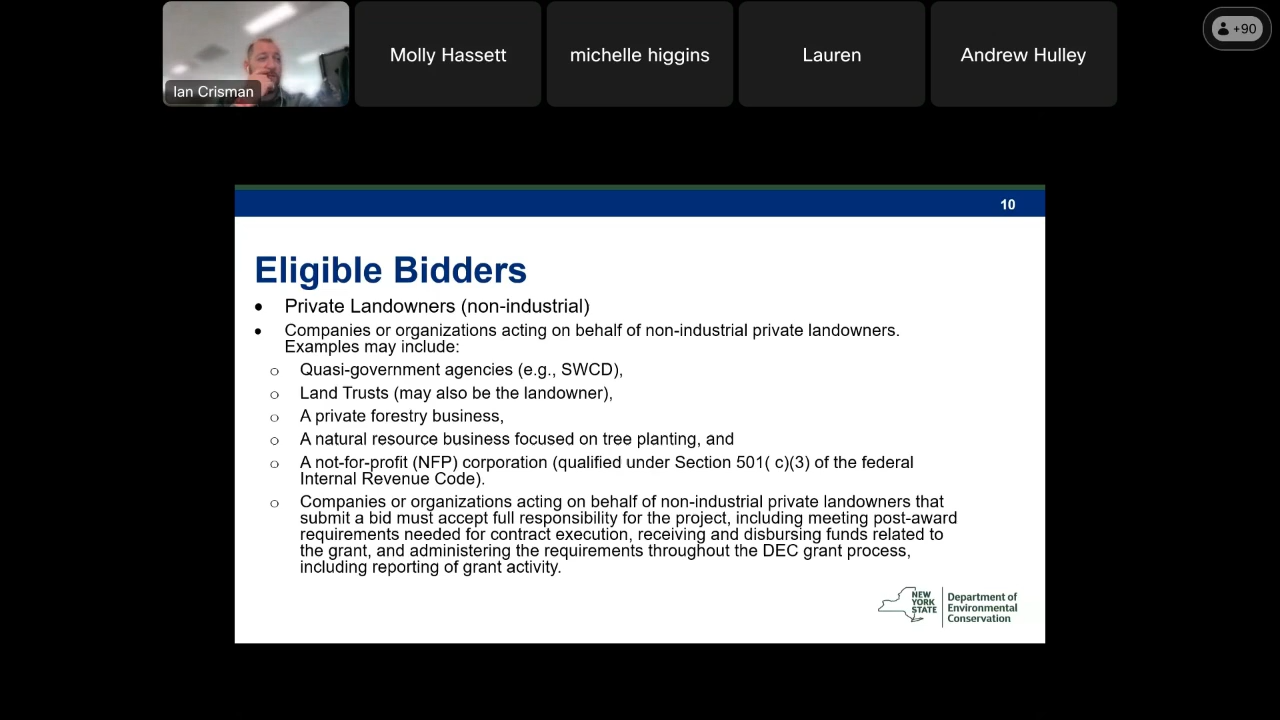 Ian Crisman
Molly Hassett
michelle higgins
Lauren
Andrew Hulley
+90
10
Eligible Bidders
• Private Landowners (non-industrial)
• Companies or organizations acting on behalf of non-industrial private landowners.
Examples may include:
o Quasi-government agencies (e.g., SWCD),
o Land Trusts (may also be the landowner),
o A private forestry business,
o A natural resource business focused on tree planting, and
o A not-for-profit (NFP) corporation (qualified under Section 501( c)(3) of the federal
Internal Revenue Code).
o Companies or organizations acting on behalf of non-industrial private landowners that
submit a bid must accept full responsibility for the project, including meeting post-award
requirements needed for contract execution, receiving and disbursing funds related to
the grant, and administering the requirements throughout the DEC grant process,
including reporting of grant activity.
NEW
YORK
STATE
Department of
Environmental
Conservation